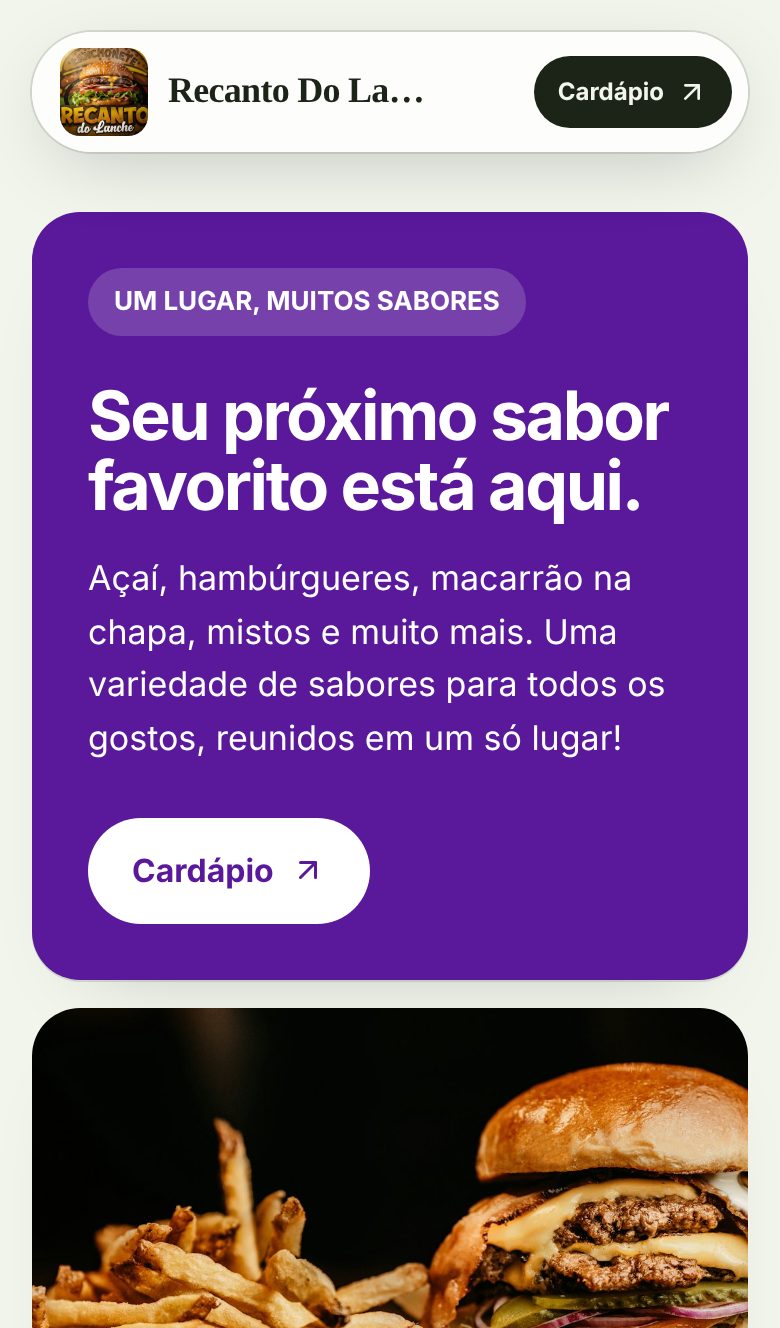 LANCHONETE
RECANTO
do Lanche
Recanto Do La…
Cardápio
UM LUGAR, MUITOS SABORES
Seu próximo sabor
favorito está aqui.
Açaí, hambúrgueres, macarrão na
chapa, mistos e muito mais. Uma
variedade de sabores para todos os
gostos, reunidos em um só lugar!
Cardápio